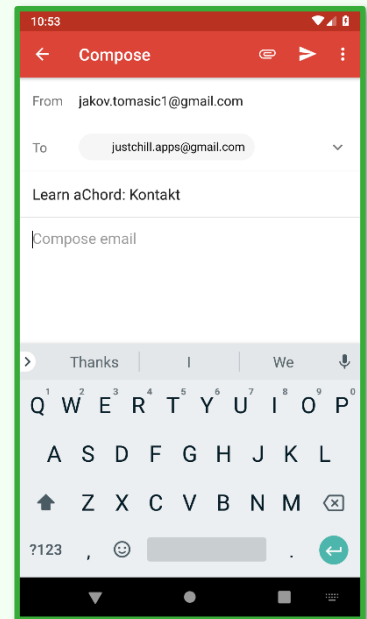 10:53
Compose
From jakov.tomasic1@gmail.com
To justchill.apps@gmail.com
Learn aChord: Kontakt
Compose email
Thanks I We
1 2 3 4 5 6 7 8 9 0
Q W E R T Y U I O P
A S D F G H J K L
Z X C V B N M
?123 , .